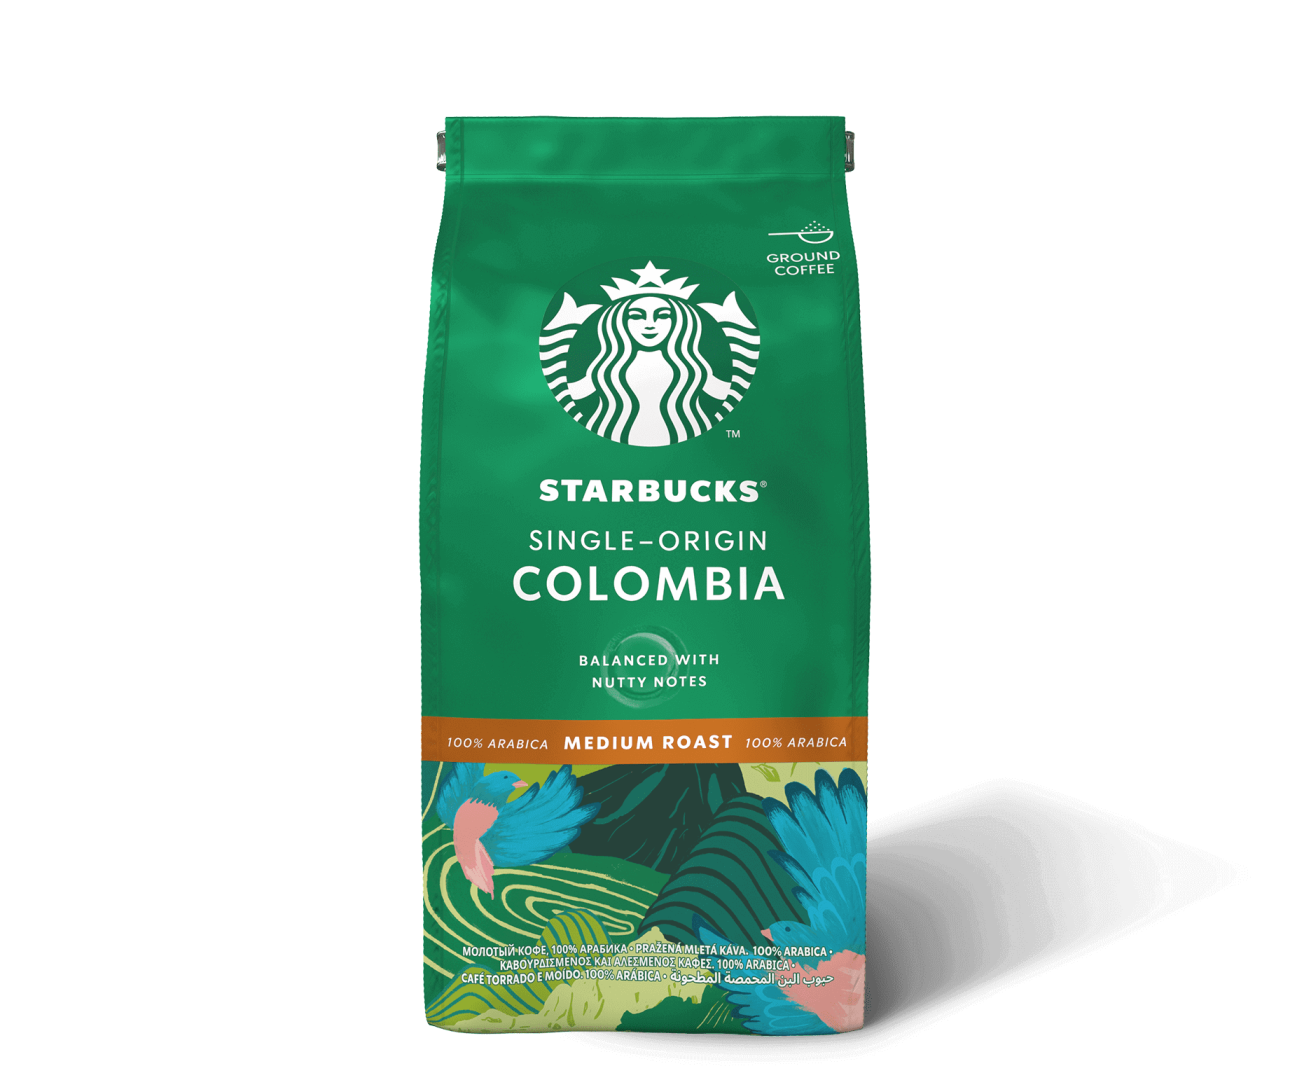 GROUND
COFFEE
TM
STARBUCKS®
SINGLE–ORIGIN
COLOMBIA
BALANCED WITH
NUTTY NOTES
100% ARABICA MEDIUM ROAST 100% ARABICA
МОЛОТЫЙ КОФЕ, 100% АРАБИКА • PRAŽENÁ MLETÁ KÁVA. 100% ARABICA •
ΚΑΒΟΥΡΔΙΣΜΕΝΟΣ ΚΑΙ ΑΛΕΣΜΕΝΟΣ ΚΑΦΕΣ. 100% ARABICA •
CAFÉ TORRADO E MOÍDO. 100% ARÁBICA • حبوب البن المحمصة المطحونة